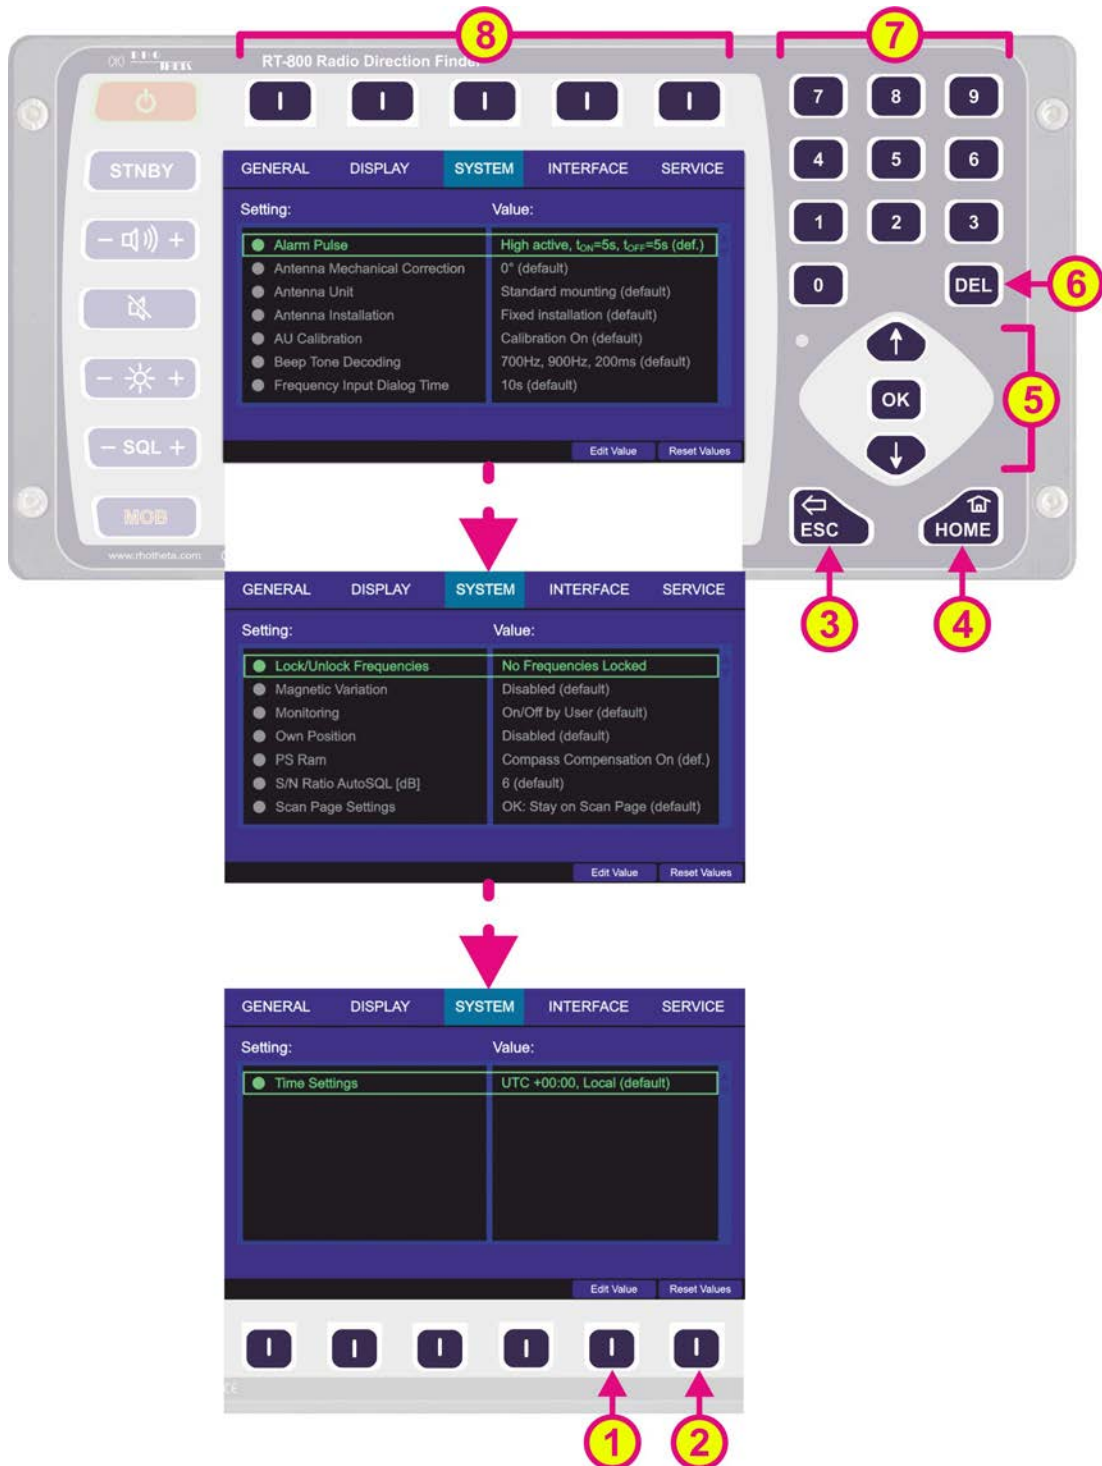 8
7
RHO
THETA
RT-800 Radio Direction Finder
7 8 9
STNBY
4 5 6
GENERAL DISPLAY SYSTEM INTERFACE SERVICE
Setting: Value:
Alarm Pulse High active, tON=5s, tOFF=5s (def.)
Antenna Mechanical Correction 0° (default)
Antenna Unit Standard mounting (default)
Antenna Installation Fixed installation (default)
AU Calibration Calibration On (default)
Beep Tone Decoding 700Hz, 900Hz, 200ms (default)
Frequency Input Dialog Time 10s (default)
Edit Value Reset Values
- +
1 2 3
0 DEL
6
- +
OK
5
- SQL +
MOB
ESC
HOME
www.rhotheta.com
3
4
GENERAL DISPLAY SYSTEM INTERFACE SERVICE
Setting: Value:
Lock/Unlock Frequencies No Frequencies Locked
Magnetic Variation Disabled (default)
Monitoring On/Off by User (default)
Own Position Disabled (default)
PS Ram Compass Compensation On (def.)
S/N Ratio AutoSQL [dB] 6 (default)
Scan Page Settings OK: Stay on Scan Page (default)
Edit Value Reset Values
GENERAL DISPLAY SYSTEM INTERFACE SERVICE
Setting: Value:
Time Settings UTC +00:00, Local (default)
Edit Value Reset Values
CE
1
2